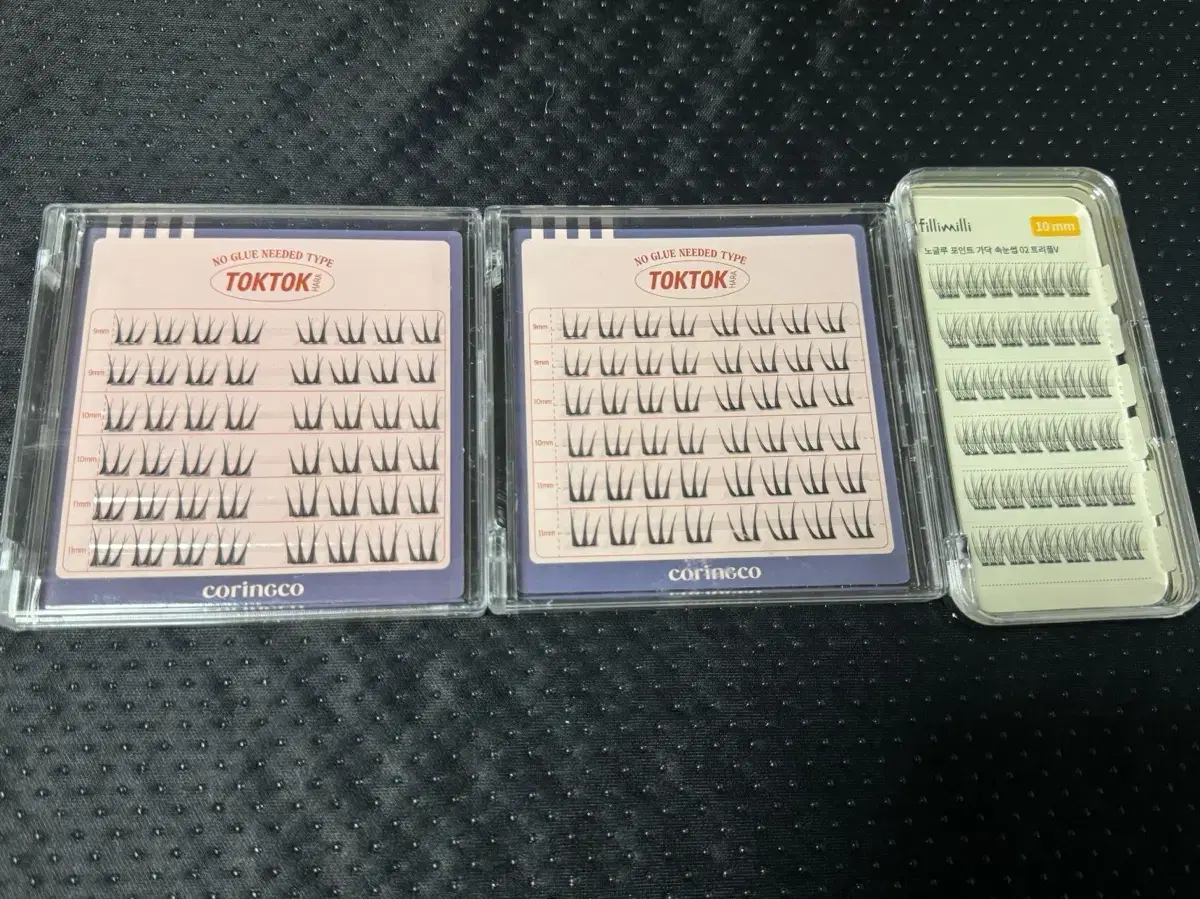 NO GLUE NEEDED TYPE
TOKTOK
HARA
9mm
9mm
10mm
10mm
11mm
11mm
coringco
NO GLUE NEEDED TYPE
TOKTOK
HARA
9mm
9mm
10mm
10mm
11mm
11mm
coringco
fillimilli
10 mm
노글루 포인트 가닥 속눈썹 02 트리플V